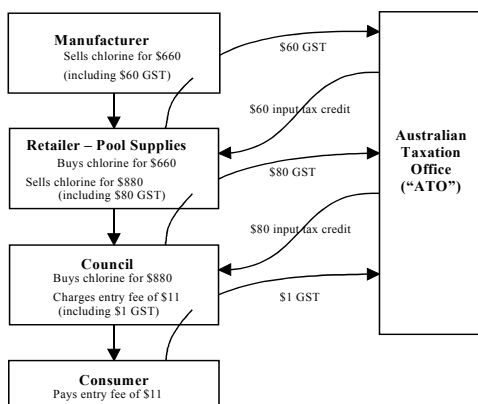 Manufacturer
Sells chlorine for $660
(including $60 GST)
$60 GST
$60 input tax credit
Retailer – Pool Supplies
Buys chlorine for $660
Sells chlorine for $880
(including $80 GST)
$80 GST
$80 input tax credit
Council
Buys chlorine for $880
Charges entry fee of $11
(including $1 GST)
$1 GST
Consumer
Pays entry fee of $11
Australian
Taxation
Office
(“ATO”)